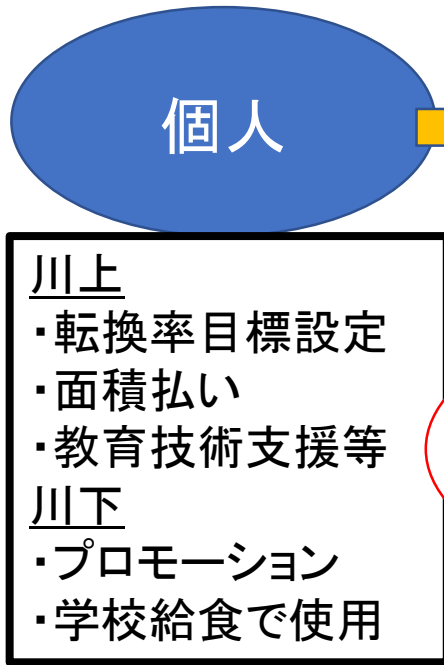 個人
川上
・転換率目標設定
・面積払い
・教育技術支援等
川下
・プロモーション
・学校給食で使用